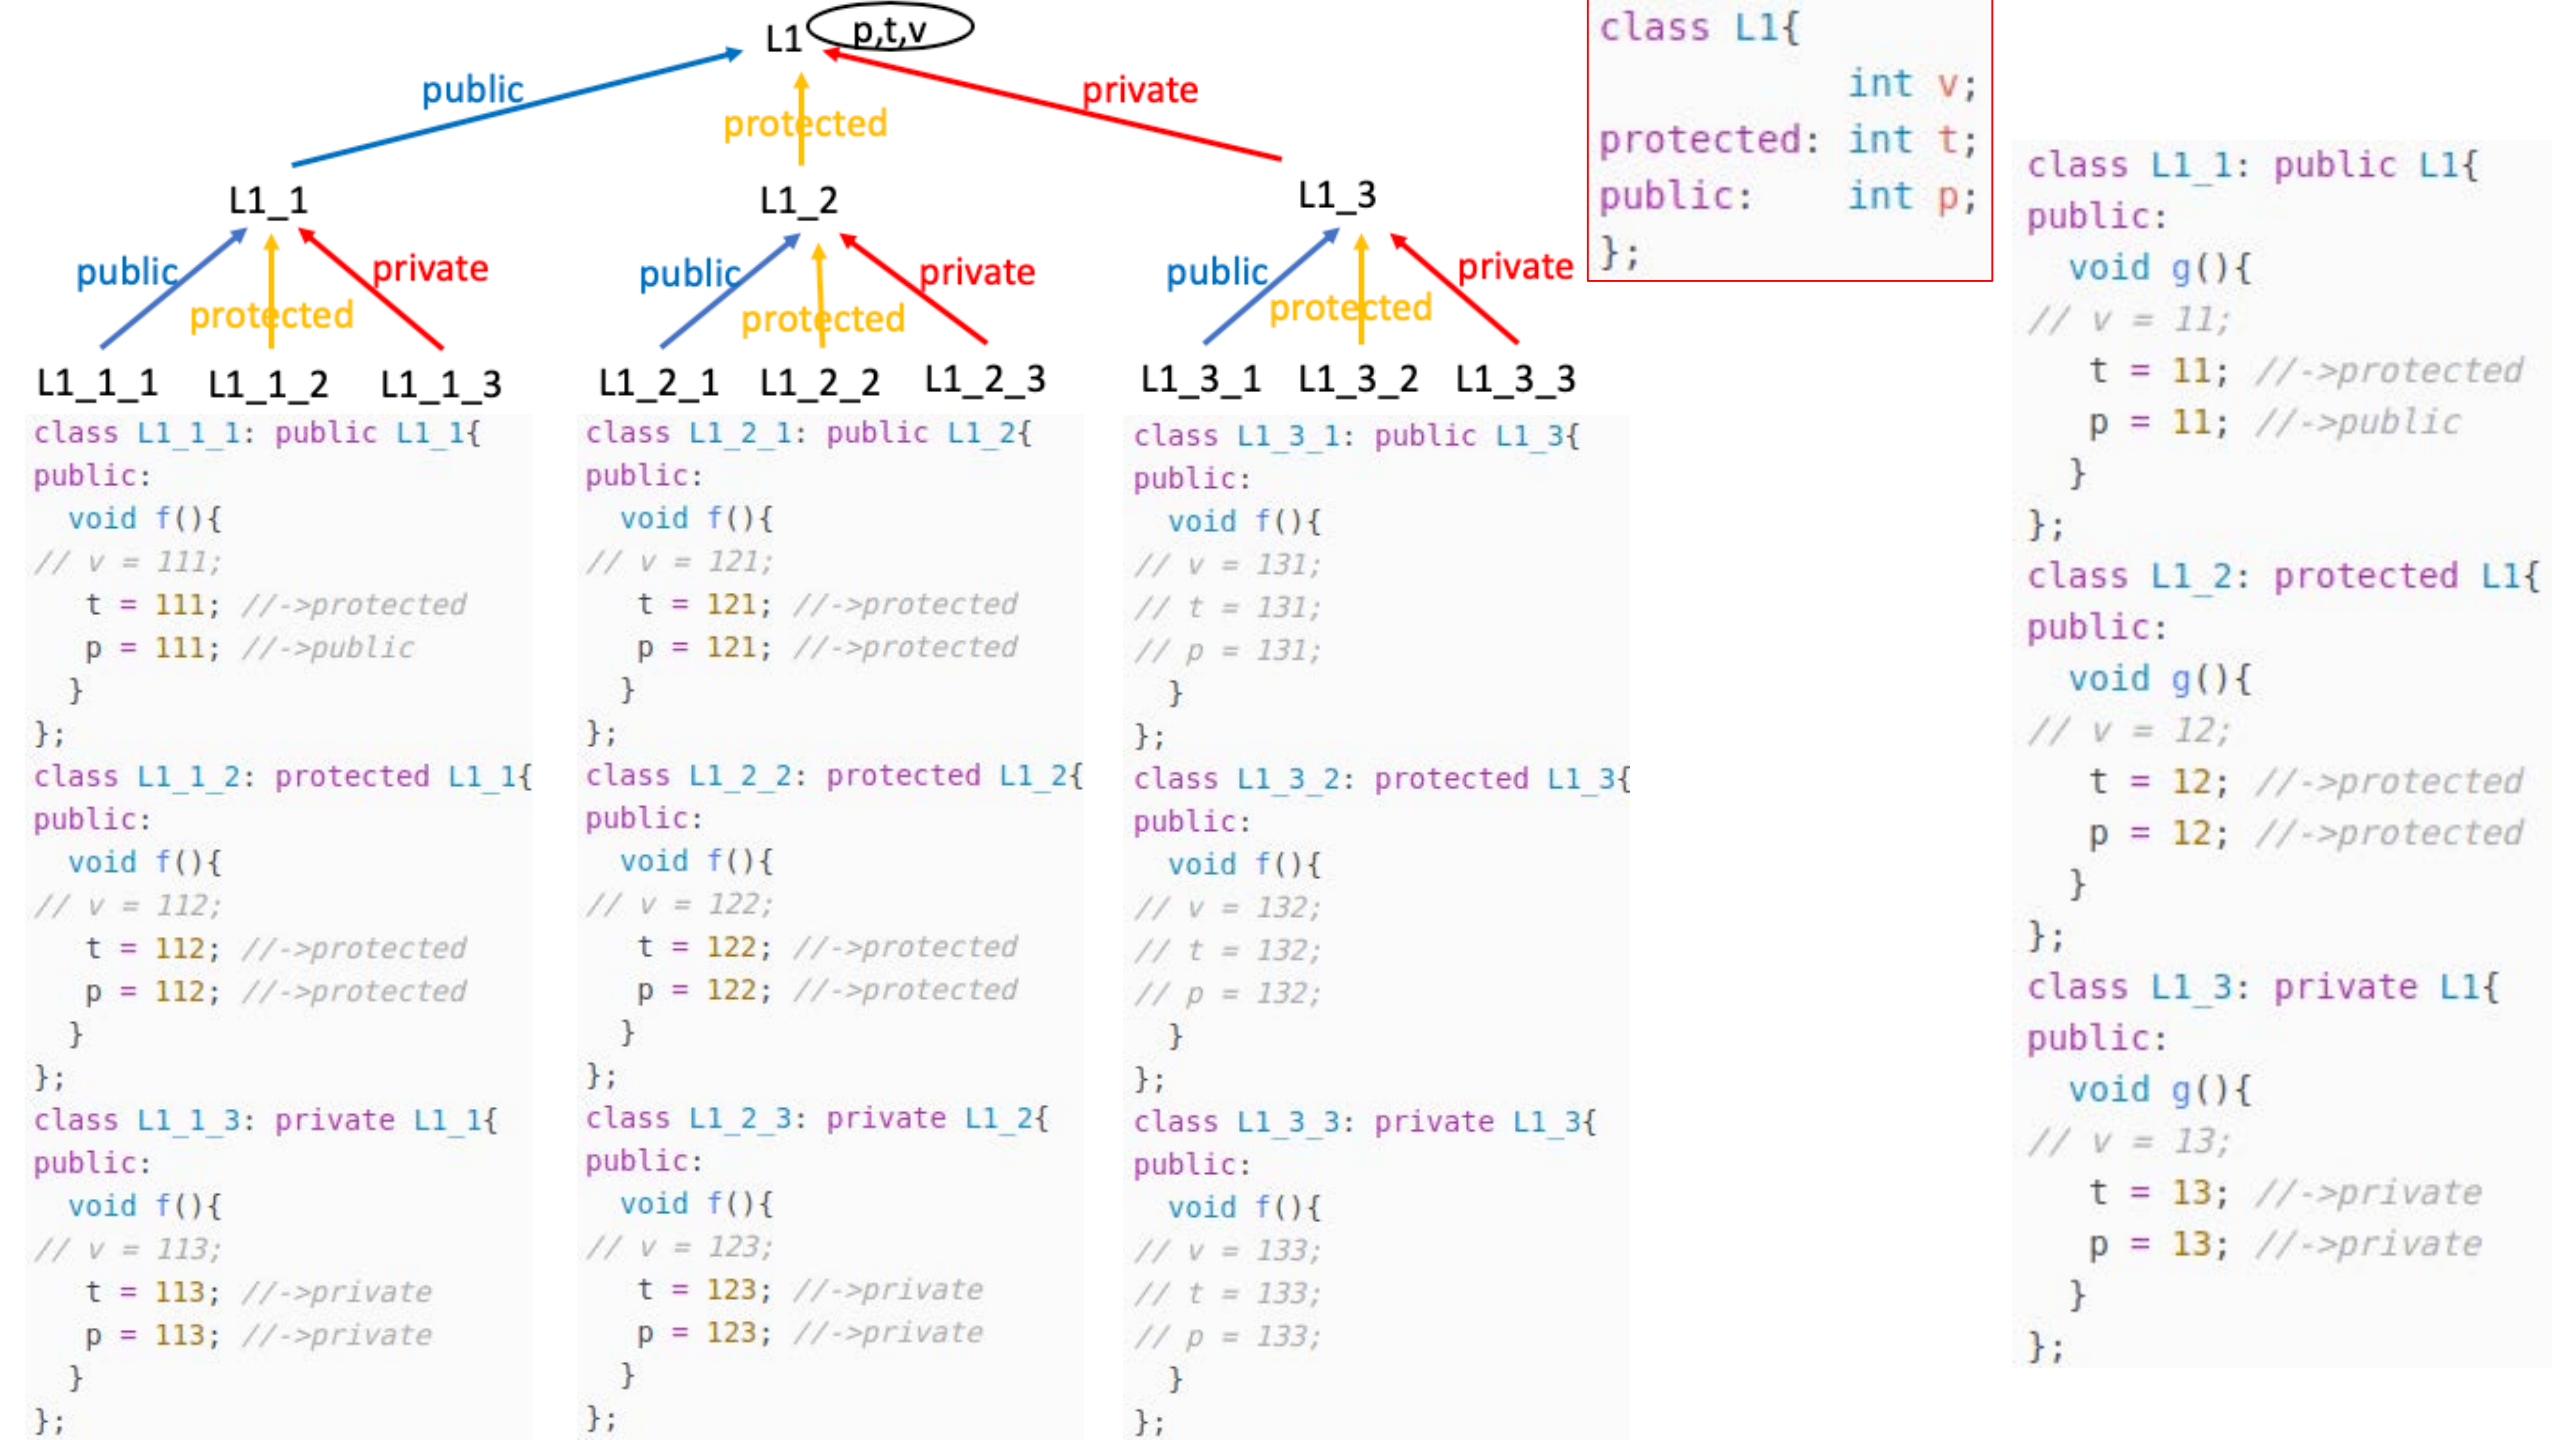 L1 p,t,v
public
protected
private
L1_1
L1_2
L1_3
public
protected
private
public
protected
private
public
protected
private
L1_1_1 L1_1_2 L1_1_3
L1_2_1 L1_2_2 L1_2_3
L1_3_1 L1_3_2 L1_3_3
class L1_1_1: public L1_1{
public:
void f(){
// v = 111;
t = 111; //->protected
p = 111; //->public
}
};
class L1_1_2: protected L1_1{
public:
void f(){
// v = 112;
t = 112; //->protected
p = 112; //->protected
}
};
class L1_1_3: private L1_1{
public:
void f(){
// v = 113;
t = 113; //->private
p = 113; //->private
}
};
class L1_2_1: public L1_2{
public:
void f(){
// v = 121;
t = 121; //->protected
p = 121; //->protected
}
};
class L1_2_2: protected L1_2{
public:
void f(){
// v = 122;
t = 122; //->protected
p = 122; //->protected
}
};
class L1_2_3: private L1_2{
public:
void f(){
// v = 123;
t = 123; //->private
p = 123; //->private
}
};
class L1_3_1: public L1_3{
public:
void f(){
// v = 131;
// t = 131;
// p = 131;
}
};
class L1_3_2: protected L1_3{
public:
void f(){
// v = 132;
// t = 132;
// p = 132;
}
};
class L1_3_3: private L1_3{
public:
void f(){
// v = 133;
// t = 133;
// p = 133;
}
};
class L1{
int v;
protected: int t;
public: int p;
};
class L1_1: public L1{
public:
void g(){
// v = 11;
t = 11; //->protected
p = 11; //->public
}
};
class L1_2: protected L1{
public:
void g(){
// v = 12;
t = 12; //->protected
p = 12; //->protected
}
};
class L1_3: private L1{
public:
void g(){
// v = 13;
t = 13; //->private
p = 13; //->private
}
};